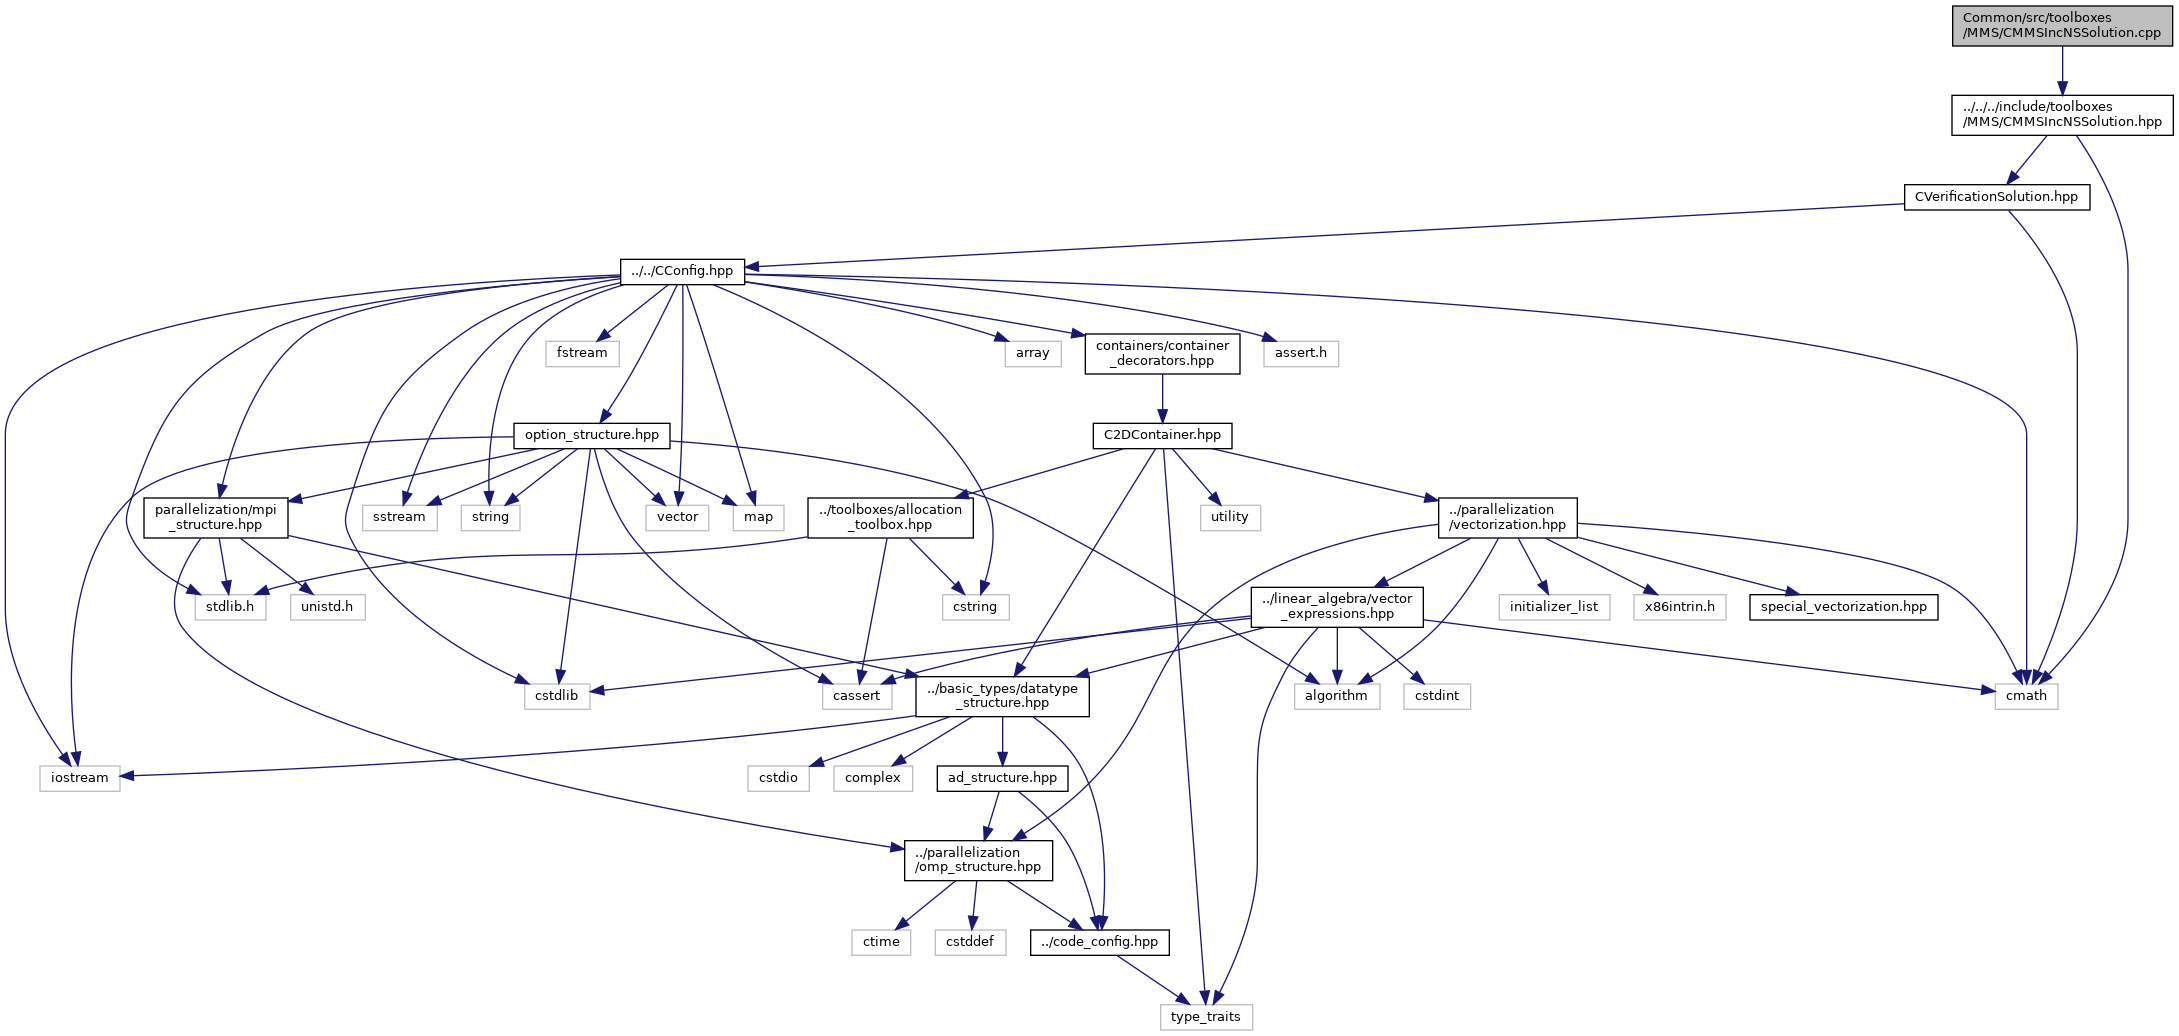 Common/src/toolboxes
/MMS/CMMSIncNSSolution.cpp
../../../include/toolboxes
/MMS/CMMSIncNSSolution.hpp
CVerificationSolution.hpp
../../CConfig.hpp
fstream
array
containers/container
_decorators.hpp
assert.h
option_structure.hpp
C2DContainer.hpp
parallelization/mpi
_structure.hpp
sstream
string
vector
map
../toolboxes/allocation
_toolbox.hpp
utility
../parallelization
/vectorization.hpp
stdlib.h
unistd.h
cstring
../linear_algebra/vector
_expressions.hpp
initializer_list
x86intrin.h
special_vectorization.hpp
cstdlib
cassert
../basic_types/datatype
_structure.hpp
algorithm
cstdint
cmath
iostream
cstdio
complex
ad_structure.hpp
../parallelization
/omp_structure.hpp
ctime
cstddef
../code_config.hpp
type_traits